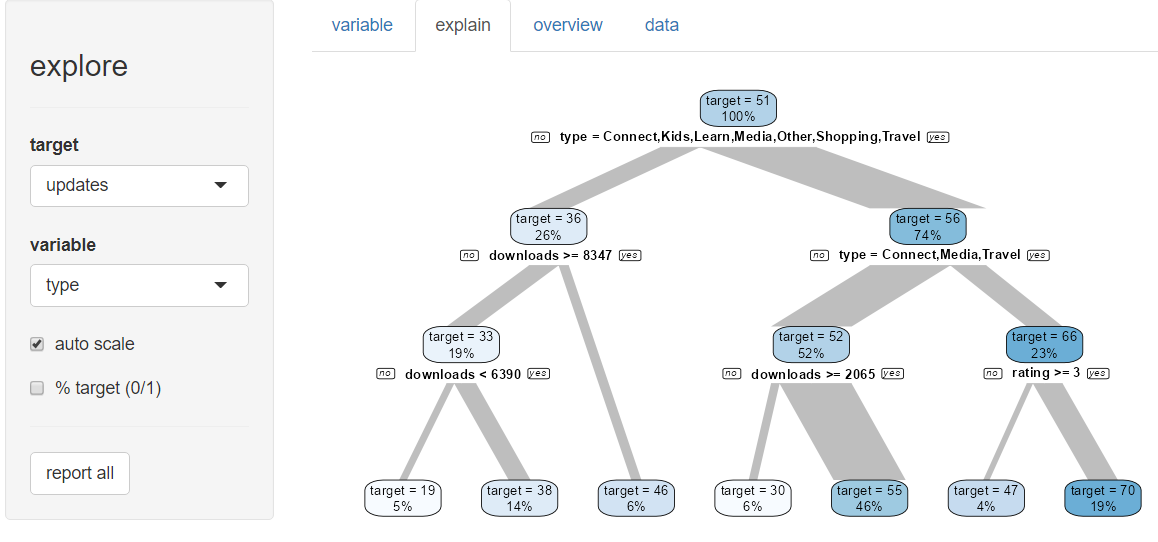 explore
target
updates
variable
type
auto scale
% target (0/1)
report all
variable explain overview data
target = 51
100%
no type = Connect,Kids,Learn,Media,Other,Shopping,Travel yes
target = 36
26%
no downloads >= 8347 yes
target = 56
74%
no type = Connect,Media,Travel yes
target = 33
19%
no downloads < 6390 yes
target = 52
52%
no downloads >= 2065 yes
target = 66
23%
no rating >= 3 yes
target = 19
5%
target = 38
14%
target = 46
6%
target = 30
6%
target = 55
46%
target = 47
4%
target = 70
19%